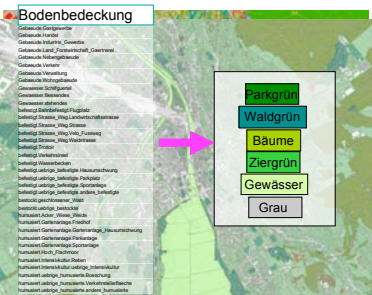 Bodenbedeckung
Gebaeude.Gastgewerbe
Gebaeude.Handel
Gebaeude.Industrie_Gewerbe
Gebaeude.Land_Forstwirtschaft_Gaertnerei
Gebaeude.Nebengebaeude
Gebaeude.Verkehr
Gebaeude.Verwaltung
Gebaeude.Wohngebaeude
Gewaesser.Schilfguertel
Gewaesser.fliessendes
Gewaesser.stehendes
befestigt.Bahnbefestigt.Flugplatz
befestigt.Strasse_Weg.Landwirtschaftsstrasse
befestigt.Strasse_Weg.Strasse
befestigt.Strasse_Weg.Velo_Fussweg
befestigt.Strasse_Weg.Waldstrasse
befestigt.Trottoir
befestigt.Verkehrsinsel
befestigt.Wasserbecken
befestigt.uebrige_befestigte.Hausumschwung
befestigt.uebrige_befestigte.Parkplatz
befestigt.uebrige_befestigte.Sportanlage
befestigt.uebrige_befestigte.andere_befestigte
bestockt.geschlossener_Wald
bestockt.uebrige_bestockte
humusiert.Acker_Wiese_Weide
humusiert.Gartenanlage.Friedhof
humusiert.Gartenanlage.Gartenanlage_Hausumschwung
humusiert.Gartenanlage.Parkanlage
humusiert.Gartenanlage.Sportanlage
humusiert.Hoch_Flachmoor
humusiert.Intensivkultur.Reben
humusiert.Intensivkultur.uebrige_Intensivkultur
humusiert.uebrige_humusierte.Boeschung
humusiert.uebrige_humusierte.Verkehrsteilerflaeche
humusiert.uebrige_humusierte.andere_humusierte
Parkgrün
Waldgrün
Bäume
Ziergrün
Gewässer
Grau